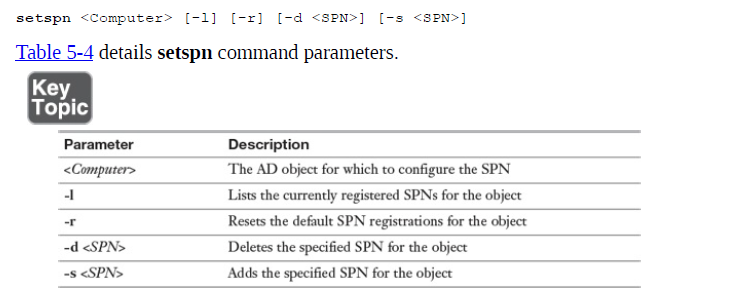 setspn <Computer> [-l] [-r] [-d <SPN>] [-s <SPN>]
Table 5-4 details setspn command parameters.
Key
Topic
Parameter Description
<Computer> The AD object for which to configure the SPN
-l Lists the currently registered SPNs for the object
-r Resets the default SPN registrations for the object
-d <SPN> Deletes the specified SPN for the object
-s <SPN> Adds the specified SPN for the object